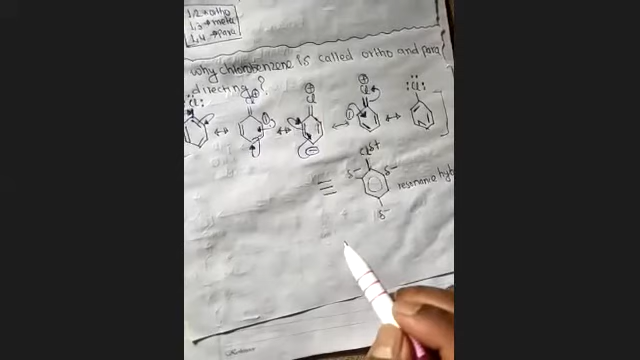 1,2 → otho
1,3 → meta
1,4 → para
why chlorobenzene is called ortho and para
directing?
:Cl: ⊕Cl ⊕Cl ⊕Cl :Cl:
Clδ+
δ− δ−
≡ resonance hyb
δ−